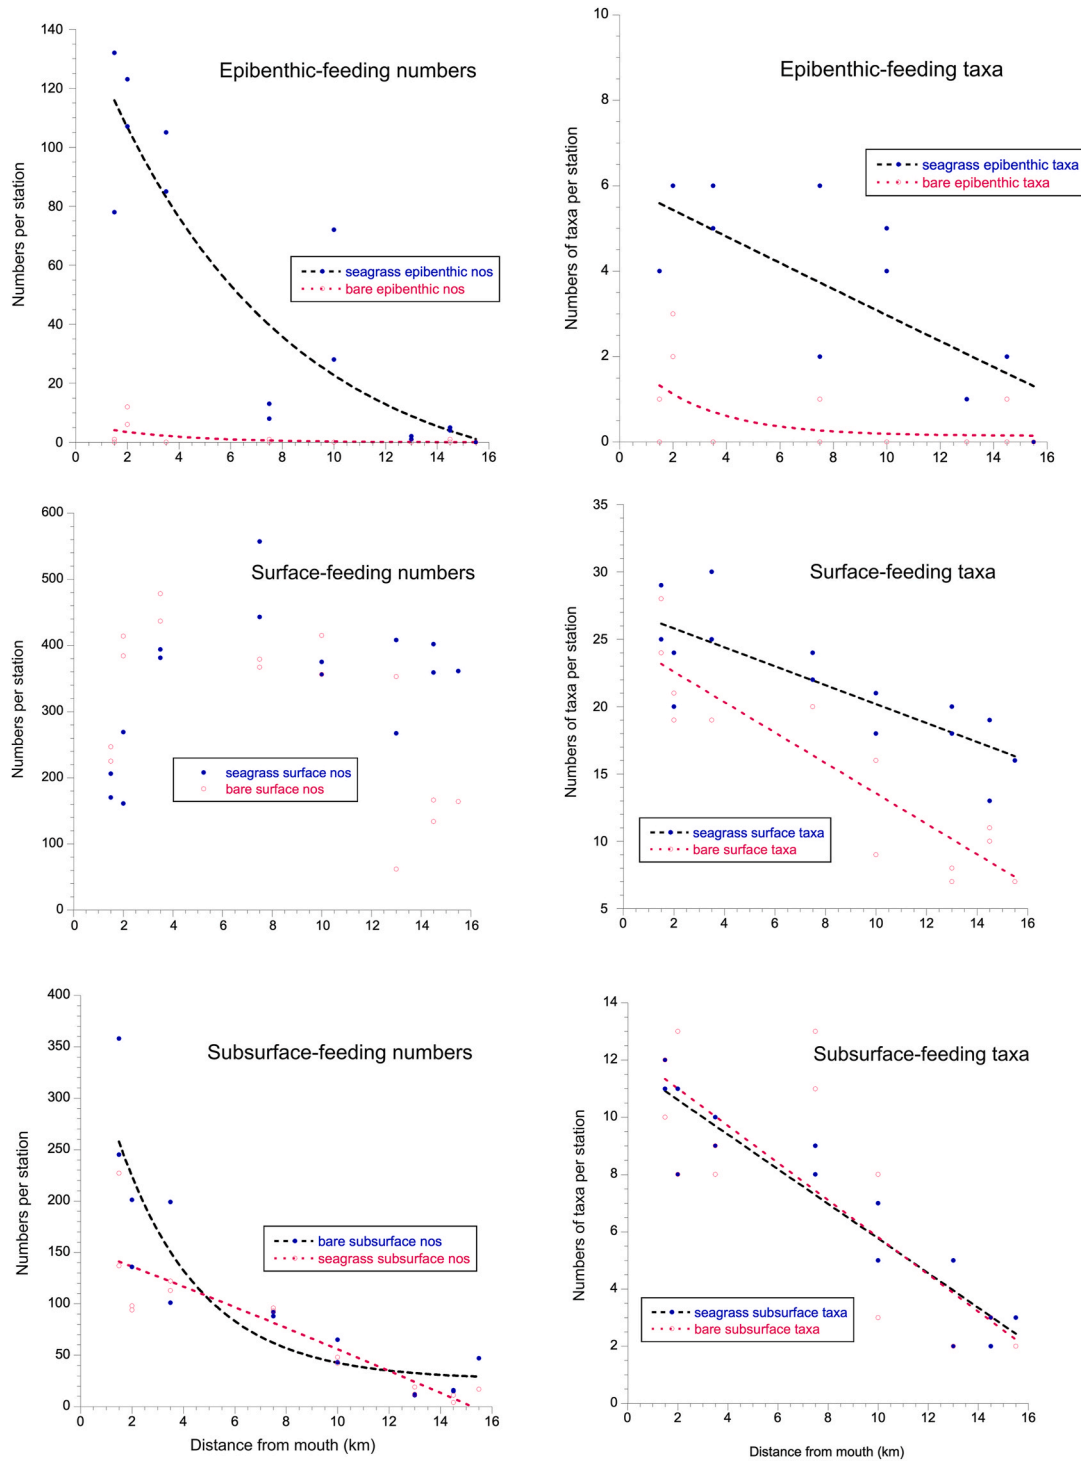 Epibenthic-feeding numbers
Numbers per station
140
120
100
80
60
40
20
0
0 2 4 6 8 10 12 14 16
seagrass epibenthic nos
bare epibenthic nos
Epibenthic-feeding taxa
Numbers of taxa per station
10
8
6
4
2
0
0 2 4 6 8 10 12 14 16
seagrass epibenthic taxa
bare epibenthic taxa
Surface-feeding numbers
Numbers per station
600
500
400
300
200
100
0
0 2 4 6 8 10 12 14 16
seagrass surface nos
bare surface nos
Surface-feeding taxa
Numbers of taxa per station
35
30
25
20
15
10
5
0 2 4 6 8 10 12 14 16
seagrass surface taxa
bare surface taxa
Subsurface-feeding numbers
Numbers per station
400
350
300
250
200
150
100
50
0
0 2 4 6 8 10 12 14 16
bare subsurface nos
seagrass subsurface nos
Distance from mouth (km)
Subsurface-feeding taxa
Numbers of taxa per station
14
12
10
8
6
4
2
0
0 2 4 6 8 10 12 14 16
seagrass subsurface taxa
bare subsurface taxa
Distance from mouth (km)